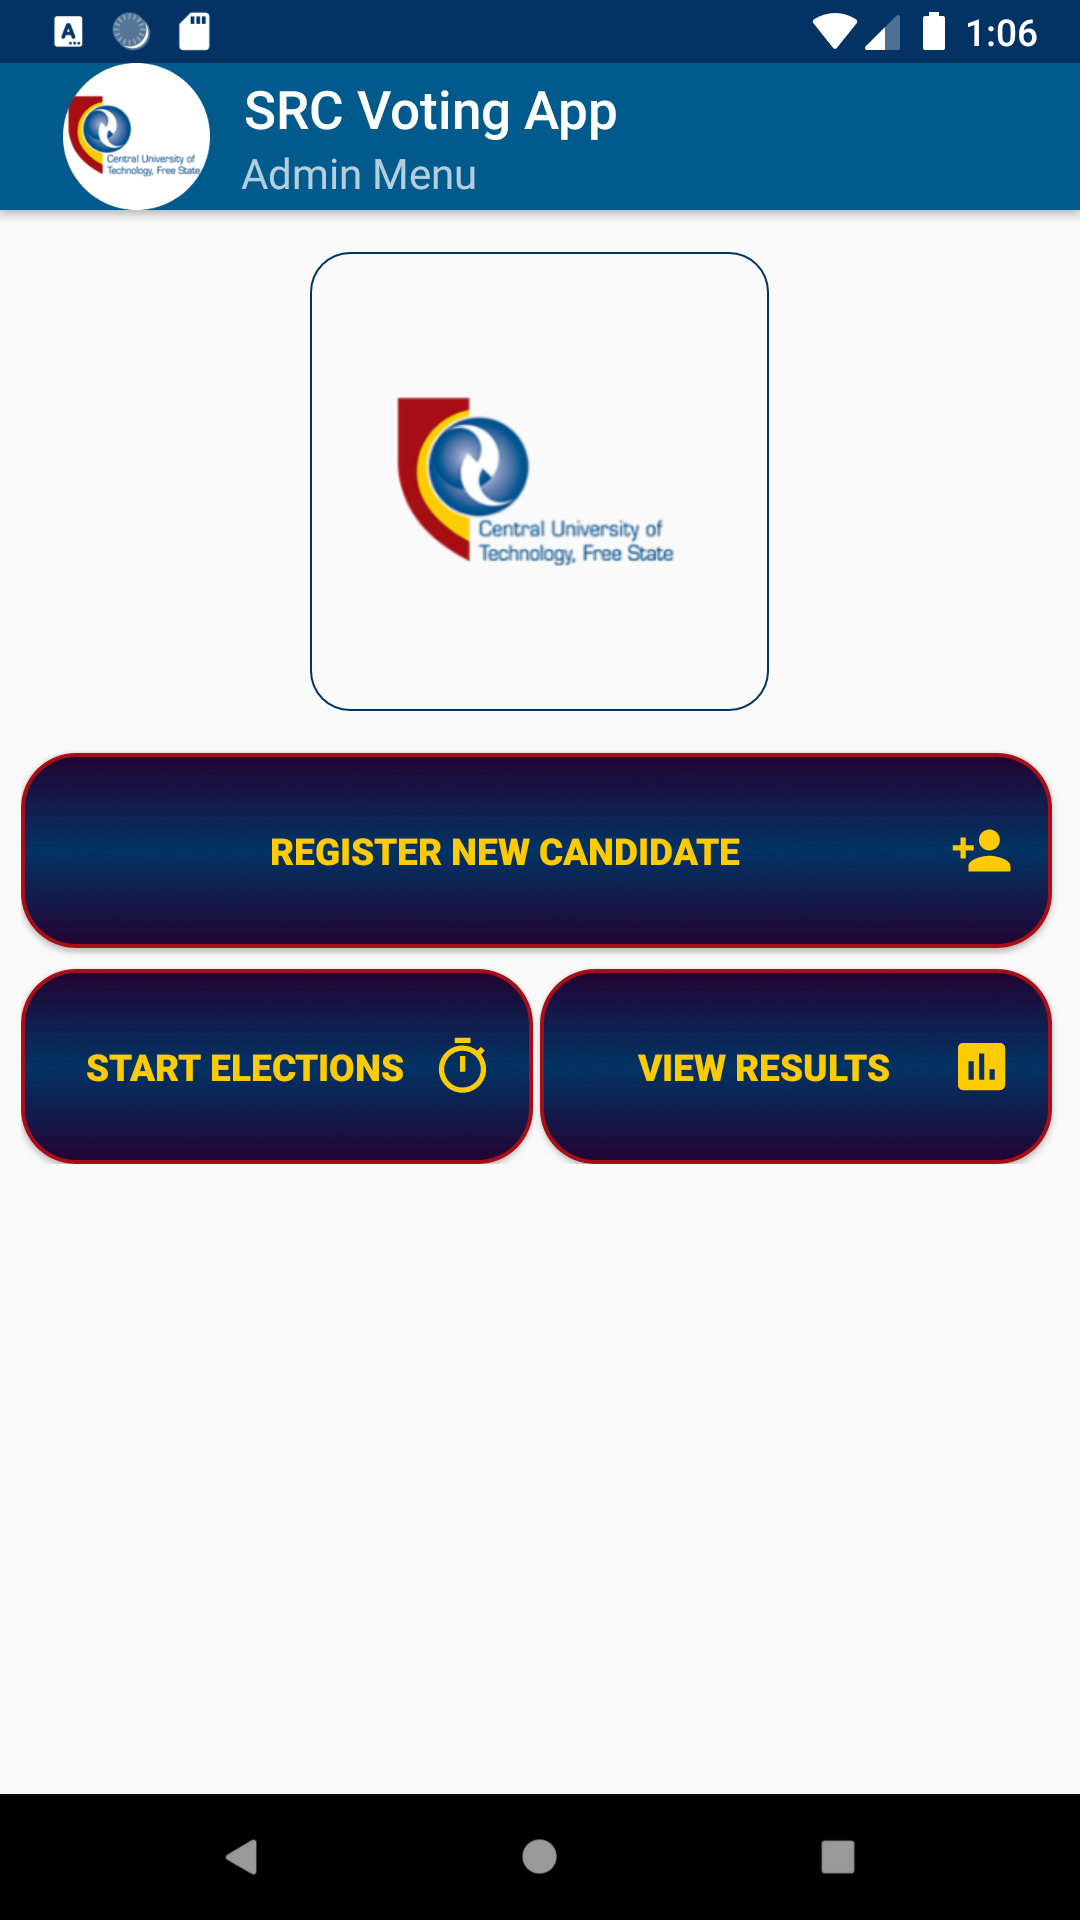 A
1:06
SRC Voting App
Admin Menu
Central University of
Technology, Free State
Central University of
Technology, Free State
REGISTER NEW CANDIDATE
START ELECTIONS
VIEW RESULTS